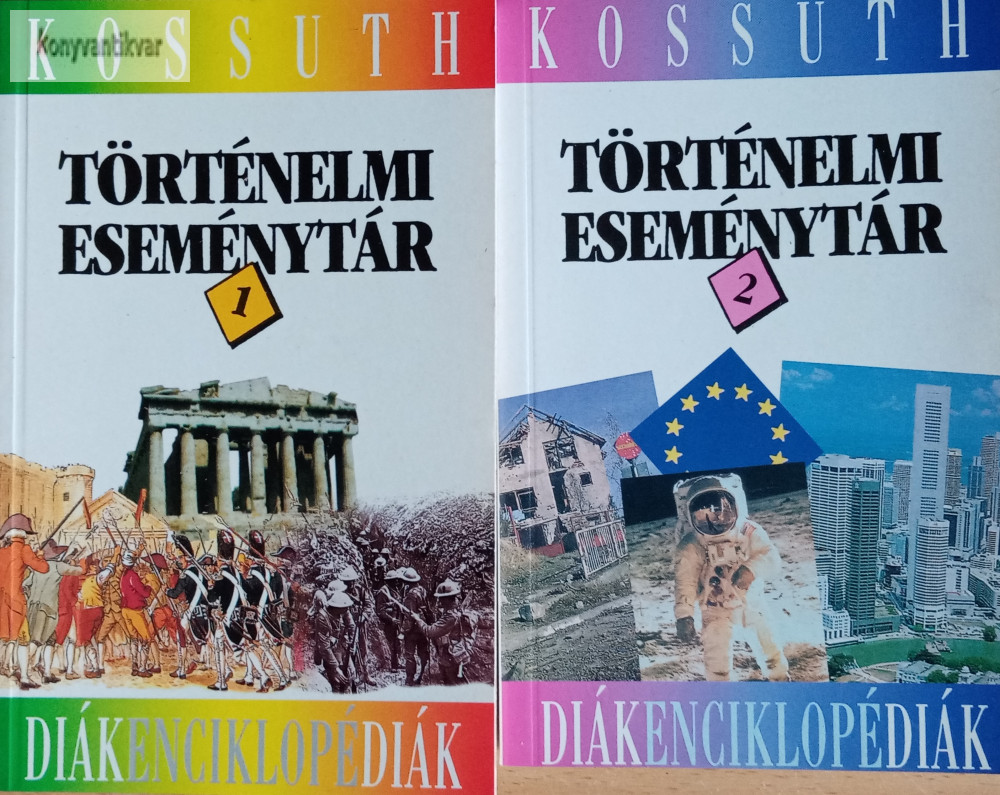 Konyvantikvar
KOSSUTH
TÖRTÉNELMI
ESEMÉNYTÁR
1
DIÁKENCIKLOPÉDIÁK
KOSSUTH
TÖRTÉNELMI
ESEMÉNYTÁR
2
DIÁKENCIKLOPÉDIÁK